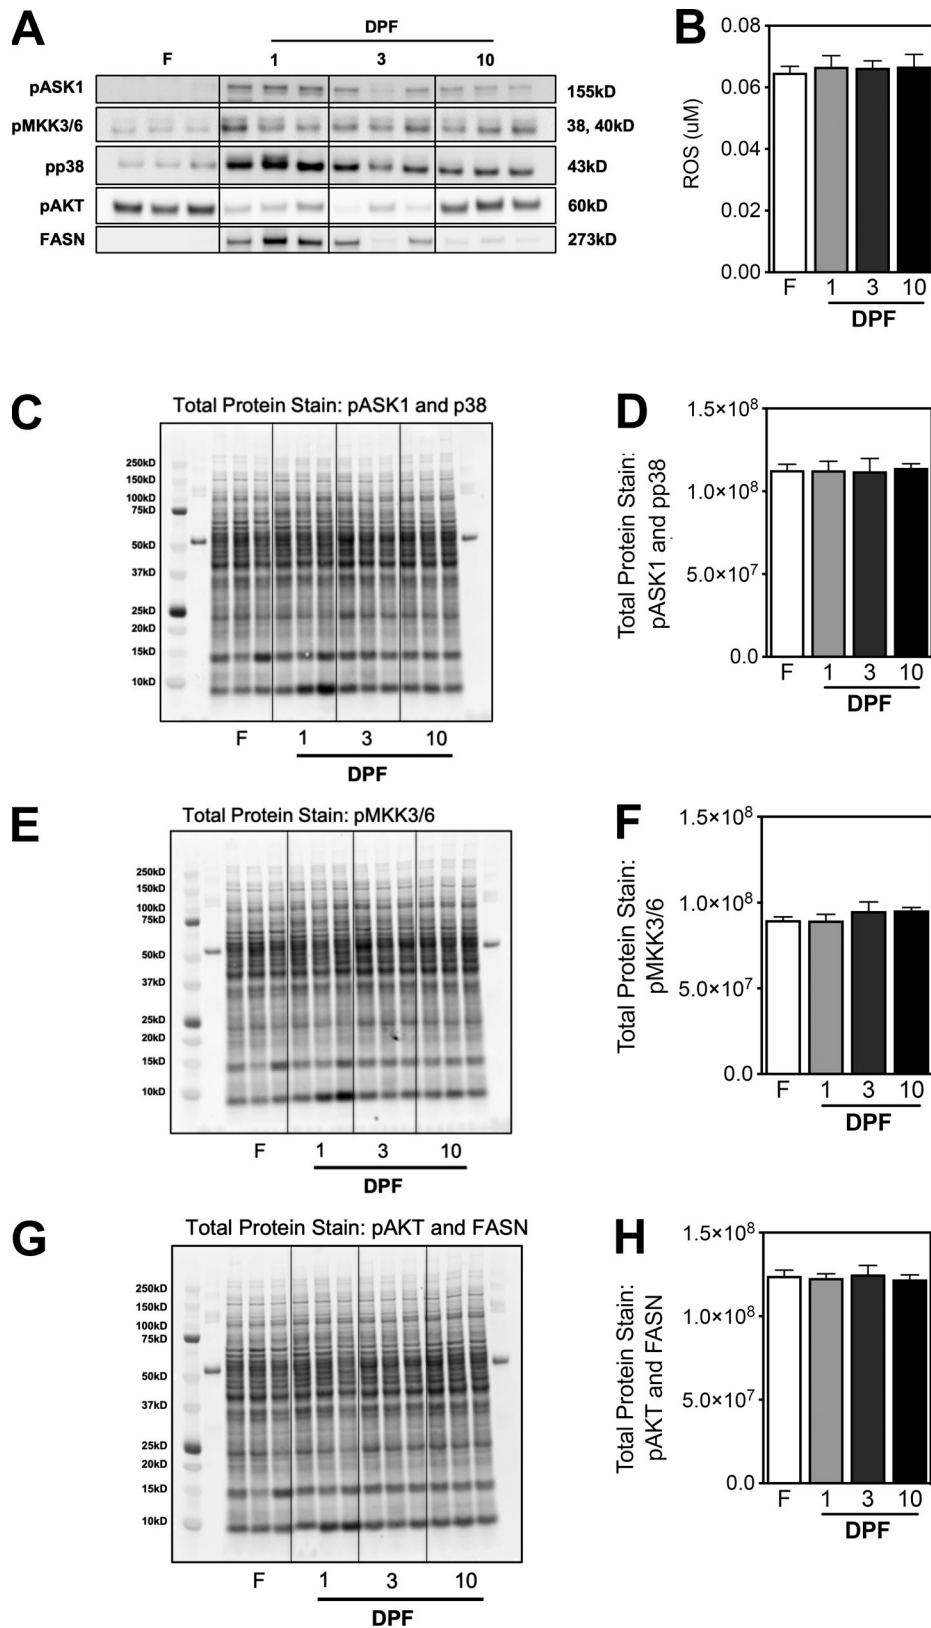 A
DPF
F 1 3 10
pASK1 155kD
pMKK3/6 38, 40kD
pp38 43kD
pAKT 60kD
FASN 273kD
B
ROS (uM)
0.08
0.06
0.04
0.02
0.00
F 1 3 10
DPF
C
Total Protein Stain: pASK1 and p38
250kD
150kD
100kD
75kD
50kD
37kD
25kD
20kD
15kD
10kD
F 1 3 10
DPF
D
Total Protein Stain:
pASK1 and pp38
1.5×10⁸
1.0×10⁸
5.0×10⁷
0.0
F 1 3 10
DPF
E
Total Protein Stain: pMKK3/6
250kD
150kD
100kD
75kD
50kD
37kD
25kD
20kD
15kD
10kD
F 1 3 10
DPF
F
Total Protein Stain:
pMKK3/6
1.5×10⁸
1.0×10⁸
5.0×10⁷
0.0
F 1 3 10
DPF
G
Total Protein Stain: pAKT and FASN
250kD
150kD
100kD
75kD
50kD
37kD
25kD
20kD
15kD
10kD
F 1 3 10
DPF
H
Total Protein Stain:
pAKT and FASN
1.5×10⁸
1.0×10⁸
5.0×10⁷
0.0
F 1 3 10
DPF